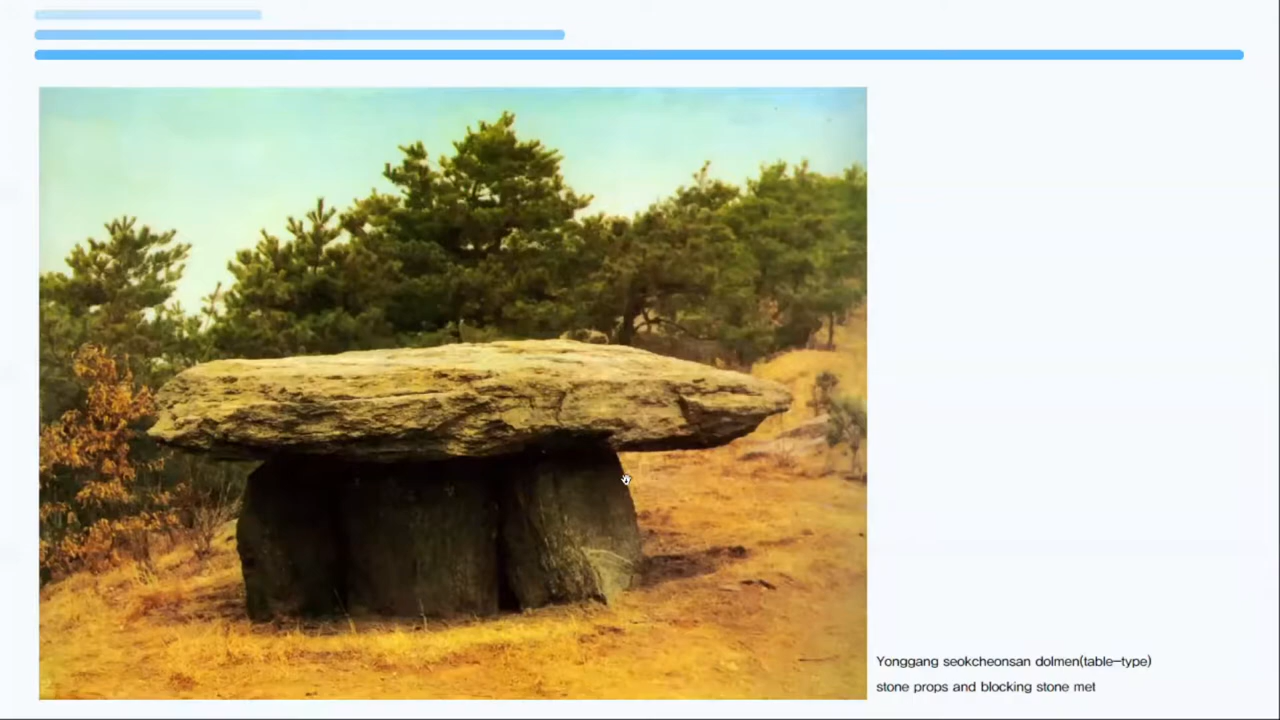 Yonggang seokcheonsan dolmen(table-type)
stone props and blocking stone met